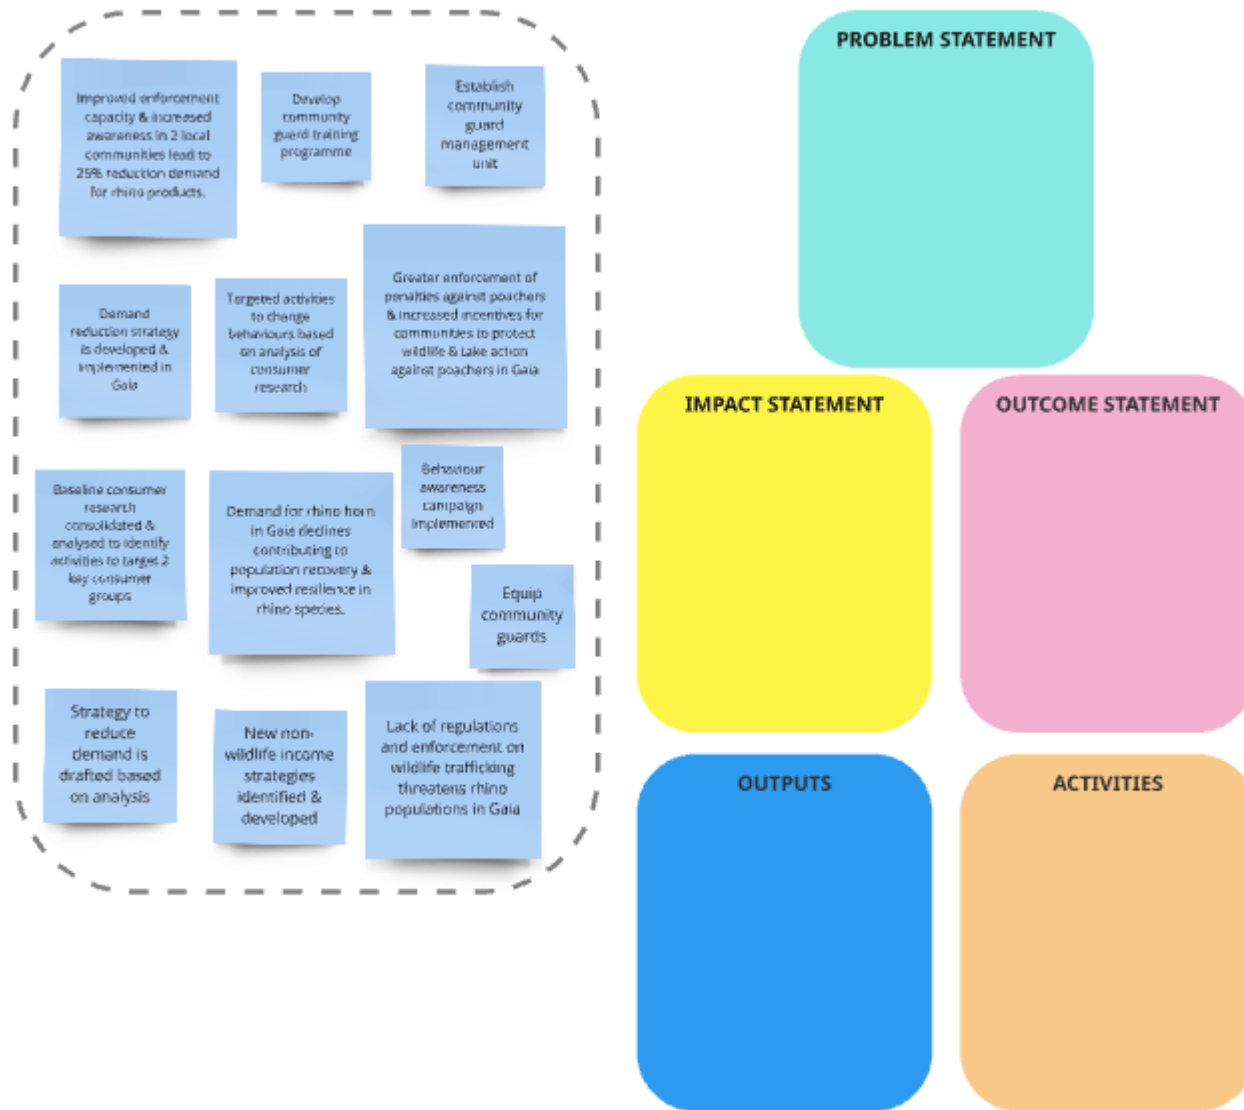 Improved enforcement
capacity & increased
awareness in 2 local
communities lead to
25% reduction demand
for rhino products.
Develop
community
guard training
programme
Establish
community
guard
management
unit
Demand
reduction strategy
is developed &
implemented in
Gaia
Targeted activities
to change
behaviours based
on analysis of
consumer
research
Greater enforcement of
penalties against poachers
& increased incentives for
communities to protect
wildlife & take action
against poachers in Gaia
Baseline consumer
research
consolidated &
analysed to identify
activities to target 2
key consumer
groups
Demand for rhino horn
in Gaia declines
contributing to
population recovery &
improved resilience in
rhino species.
Behaviour
awareness
campaign
implemented
Equip
community
guards
Strategy to
reduce
demand is
drafted based
on analysis
New non-
wildlife income
strategies
identified &
developed
Lack of regulations
and enforcement on
wildlife trafficking
threatens rhino
populations in Gaia
PROBLEM STATEMENT
IMPACT STATEMENT
OUTCOME STATEMENT
OUTPUTS
ACTIVITIES